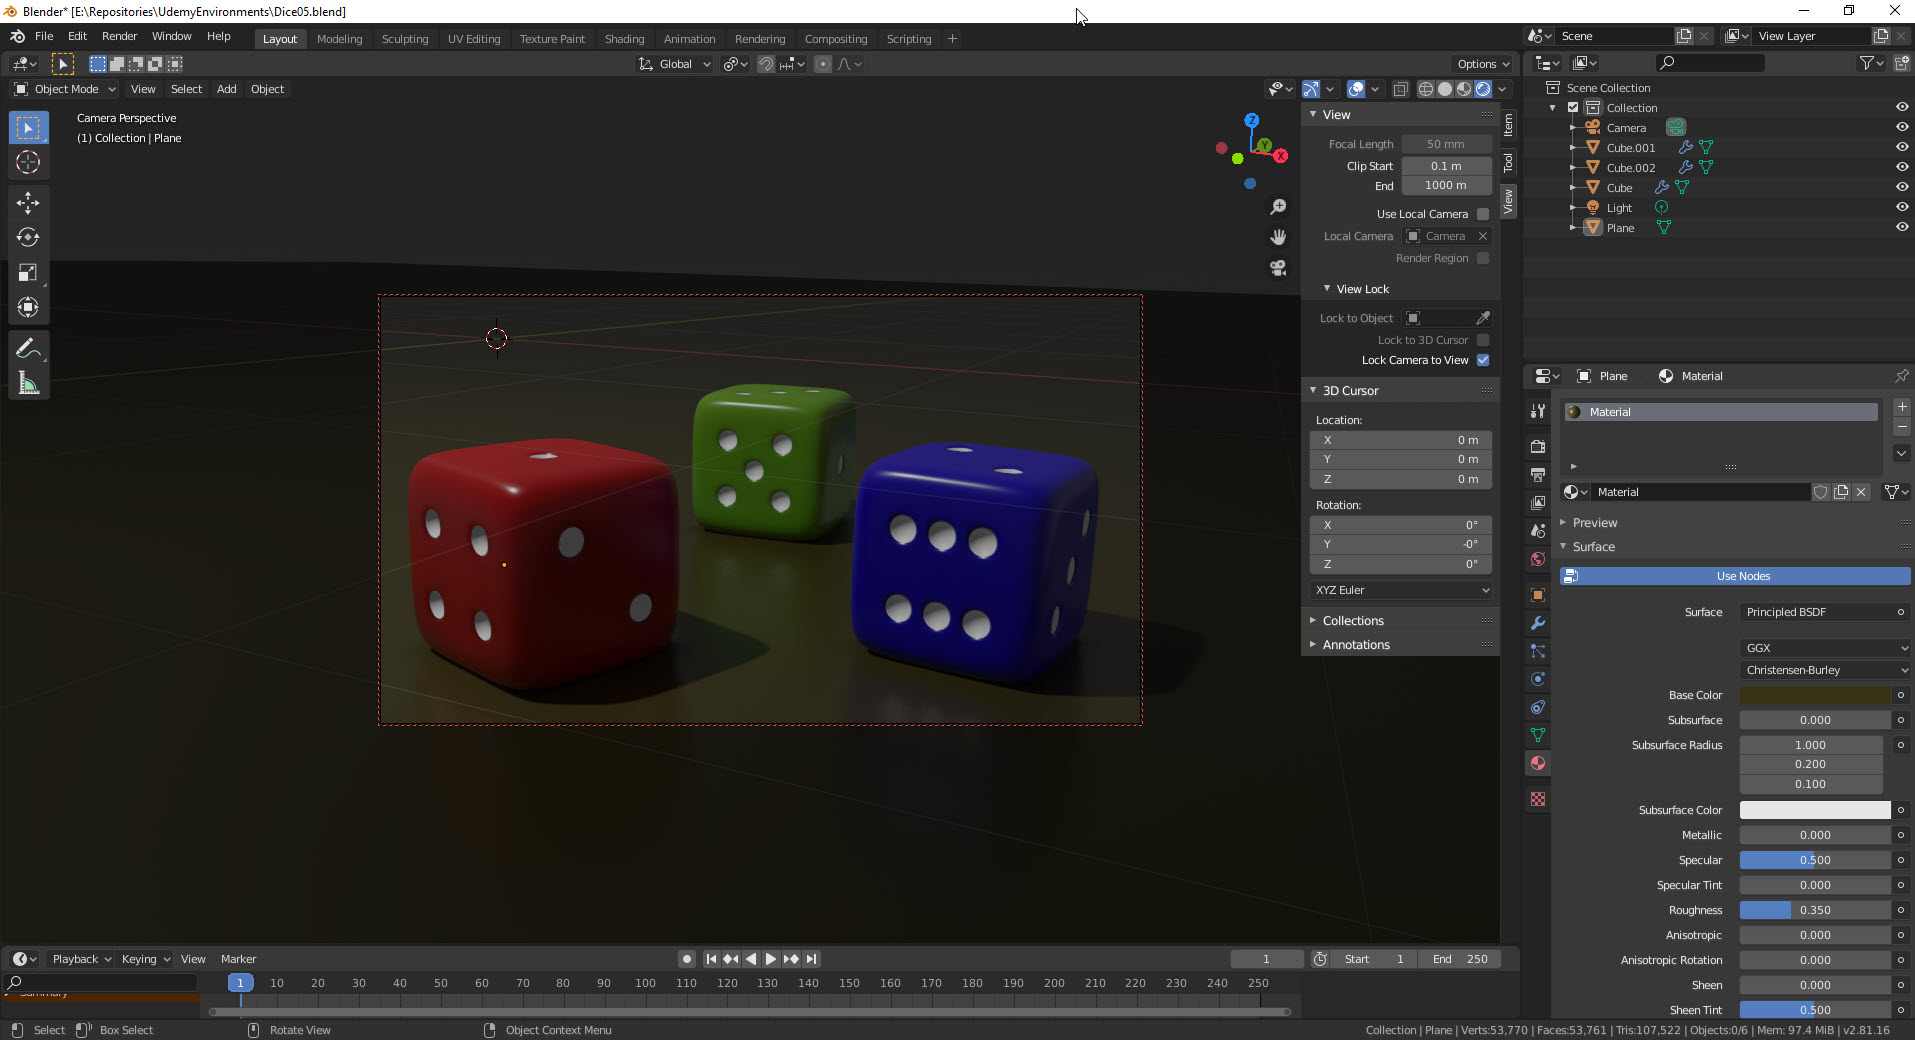 Blender* [E:\Repositories\UdemyEnvironments\Dice05.blend]
File Edit Render Window Help Layout Modeling Sculpting UV Editing Texture Paint Shading Animation Rendering Compositing Scripting + Scene View Layer
Global Options
Object Mode View Select Add Object
Camera Perspective
(1) Collection | Plane
Z
Y
X
Item
Tool
View
View
Focal Length 50 mm
Clip Start 0.1 m
End 1000 m
Use Local Camera
Local Camera Camera
Render Region
View Lock
Lock to Object
Lock to 3D Cursor
Lock Camera to View
3D Cursor
Location:
X 0 m
Y 0 m
Z 0 m
Rotation:
X 0°
Y -0°
Z 0°
XYZ Euler
Collections
Annotations
Scene Collection
Collection
Camera
Cube.001
Cube.002
Cube
Light
Plane
Plane Material
Material
Material
Preview
Surface
Use Nodes
Surface Principled BSDF
GGX
Christensen-Burley
Base Color
Subsurface 0.000
Subsurface Radius 1.000
0.200
0.100
Subsurface Color
Metallic 0.000
Specular 0.500
Specular Tint 0.000
Roughness 0.350
Anisotropic 0.000
Anisotropic Rotation 0.000
Sheen 0.000
Sheen Tint 0.500
Playback Keying View Marker 1 Start 1 End 250
1 10 20 30 40 50 60 70 80 90 100 110 120 130 140 150 160 170 180 190 200 210 220 230 240 250
Summary
Select Box Select Rotate View Object Context Menu Collection | Plane | Verts:53,770 | Faces:53,761 | Tris:107,522 | Objects:0/6 | Mem: 97.4 MiB | v2.81.16